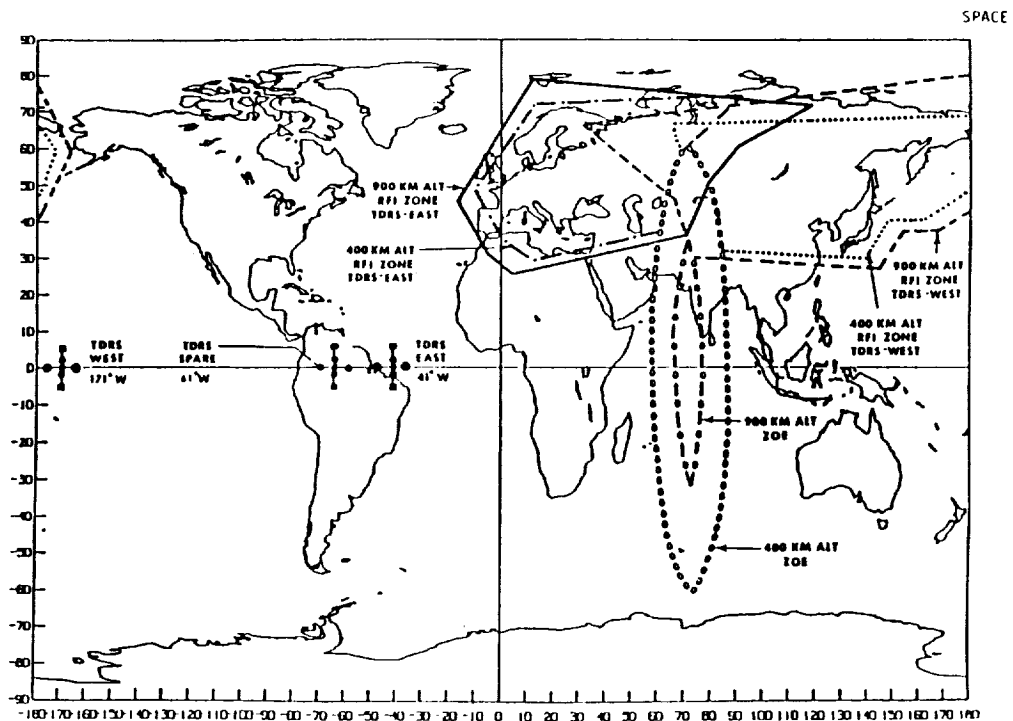 SPACE
90
80
70
60
50
40
30
20
10
0
-10
-20
-30
-40
-50
-60
-70
-80
-90
900 KM ALT
RFI ZONE
TDRS-EAST
400 KM ALT
RFI ZONE
TDRS-EAST
900 KM ALT
RFI ZONE
TDRS-WEST
400 KM ALT
RFI ZONE
TDRS-WEST
TDRS
WEST
171°W
TDRS
SPARE
61°W
TDRS
EAST
41°W
900 KM ALT
ZOE
400 KM ALT
ZOE
-180 -170 -160 -150 -140 -130 -120 -110 -100 -90 -80 -70 -60 -50 -40 -30 -20 -10 0 10 20 30 40 50 60 70 80 90 100 110 120 130 140 150 160 170 180